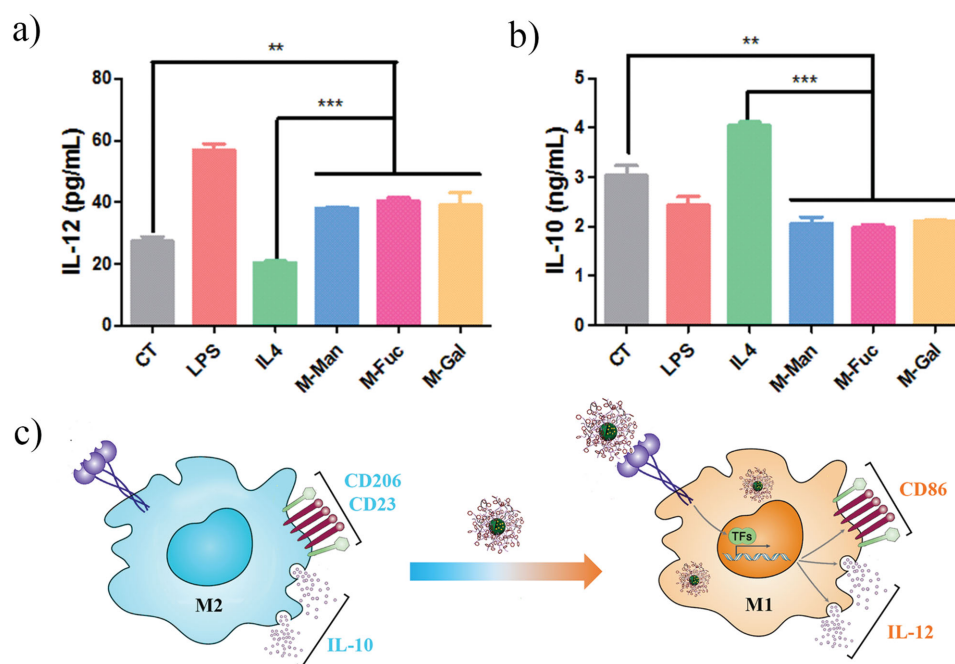 a)
**
***
IL-12 (pg/mL)
80
60
40
20
0
CT
LPS
IL4
M-Man
M-Fuc
M-Gal
b)
**
***
IL-10 (ng/mL)
5
4
3
2
1
0
CT
LPS
IL4
M-Man
M-Fuc
M-Gal
c)
CD206
CD23
M2
IL-10
TFs
M1
CD86
IL-12